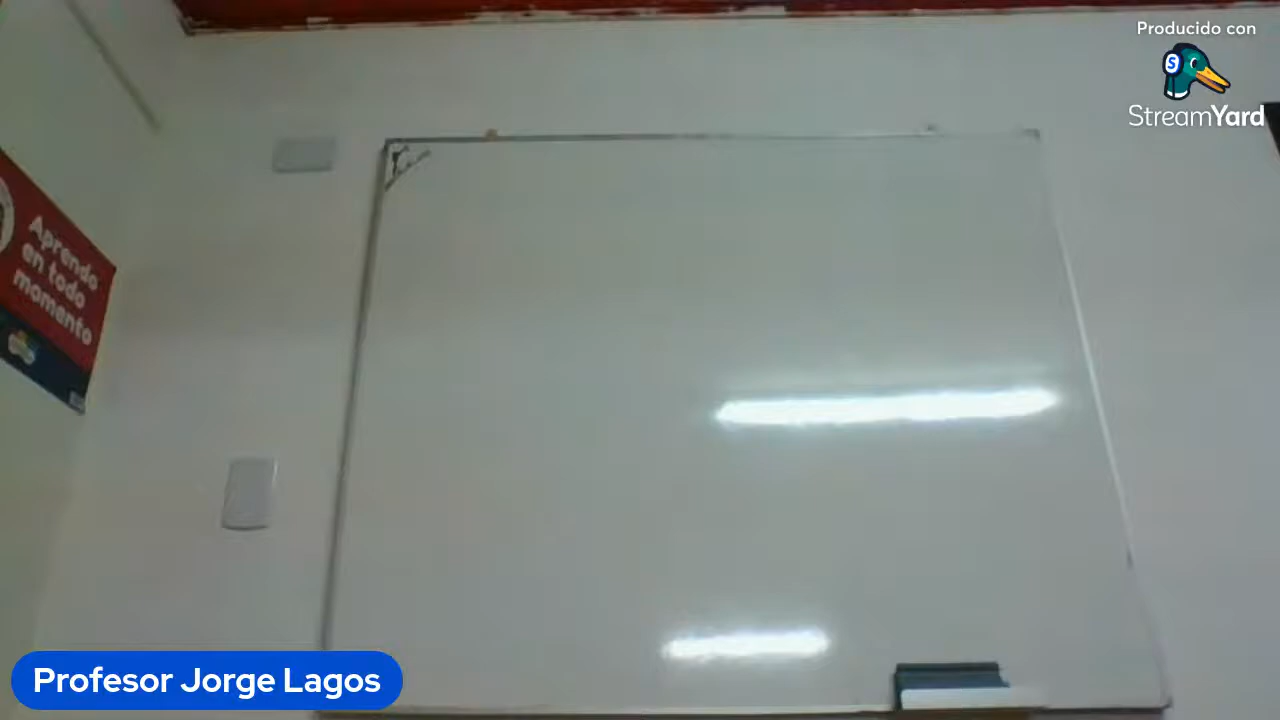 Producido con
StreamYard
Aprendo
en todo
momento
Profesor Jorge Lagos